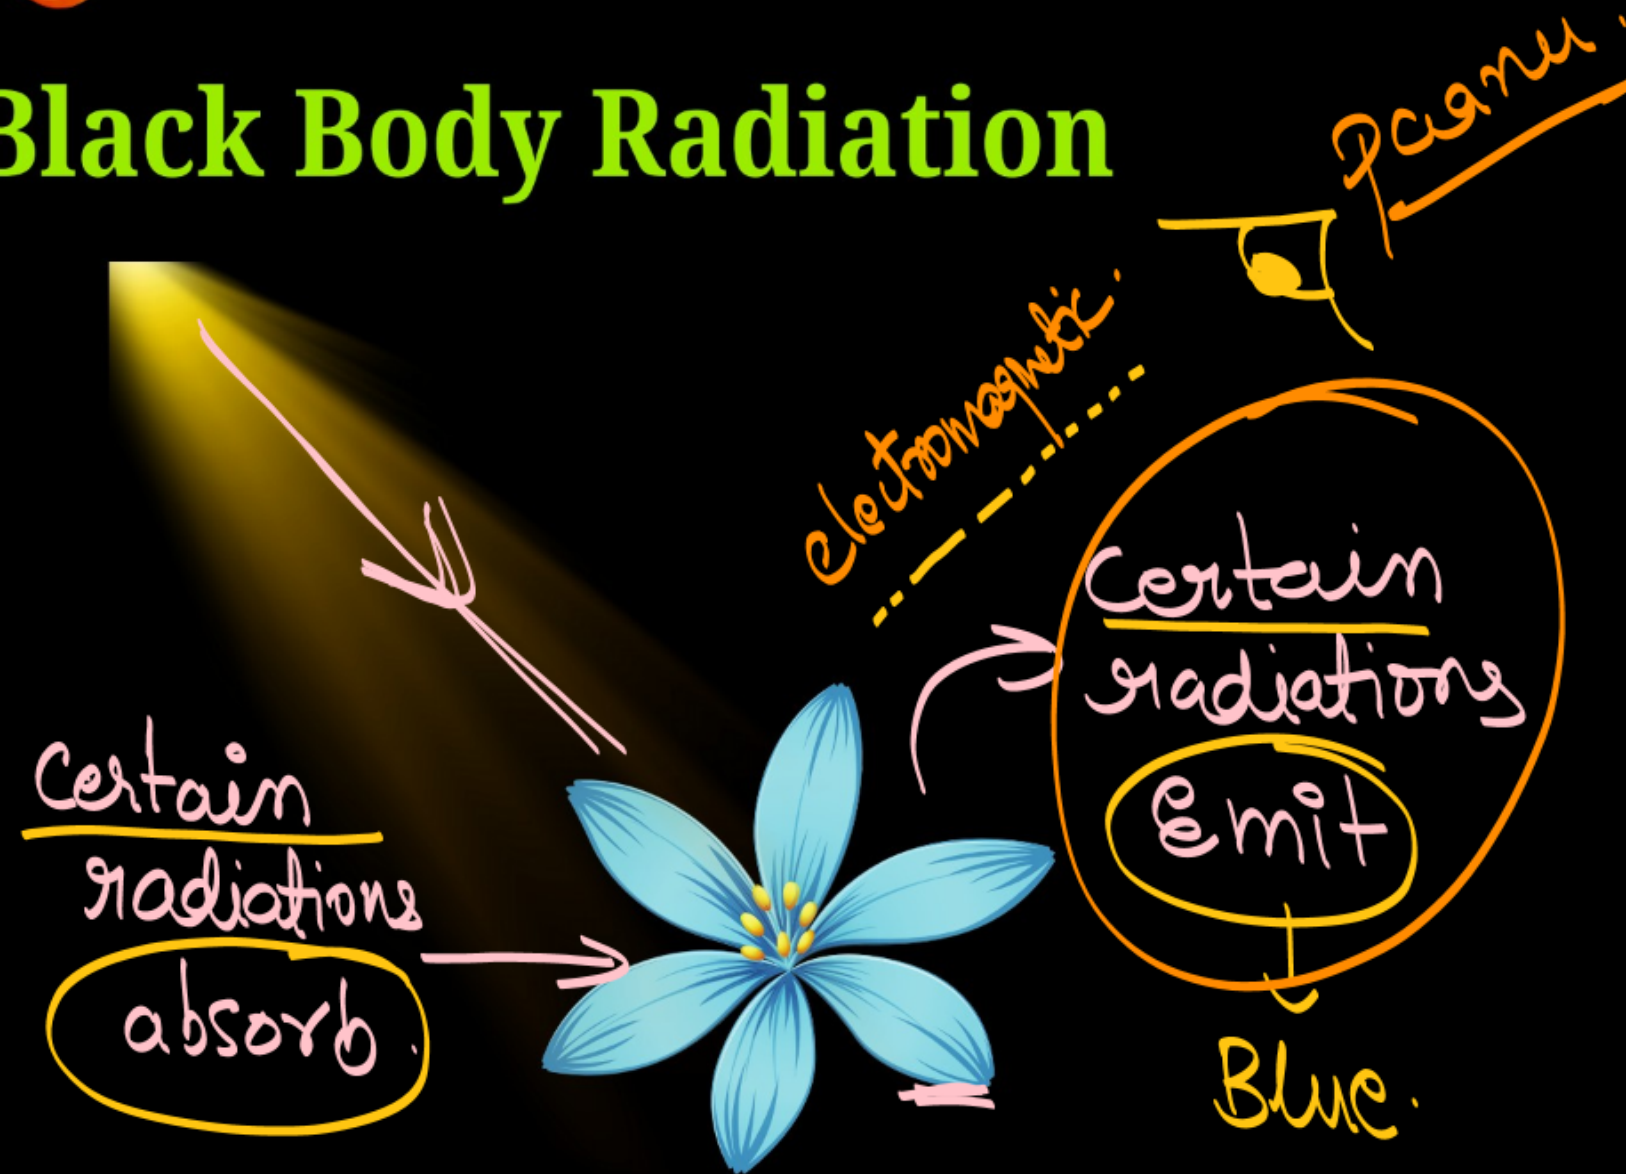 Black Body Radiation
electromagnetic.
Certain
radiations
Emit
Blue.
Certain
radiations
absorb.